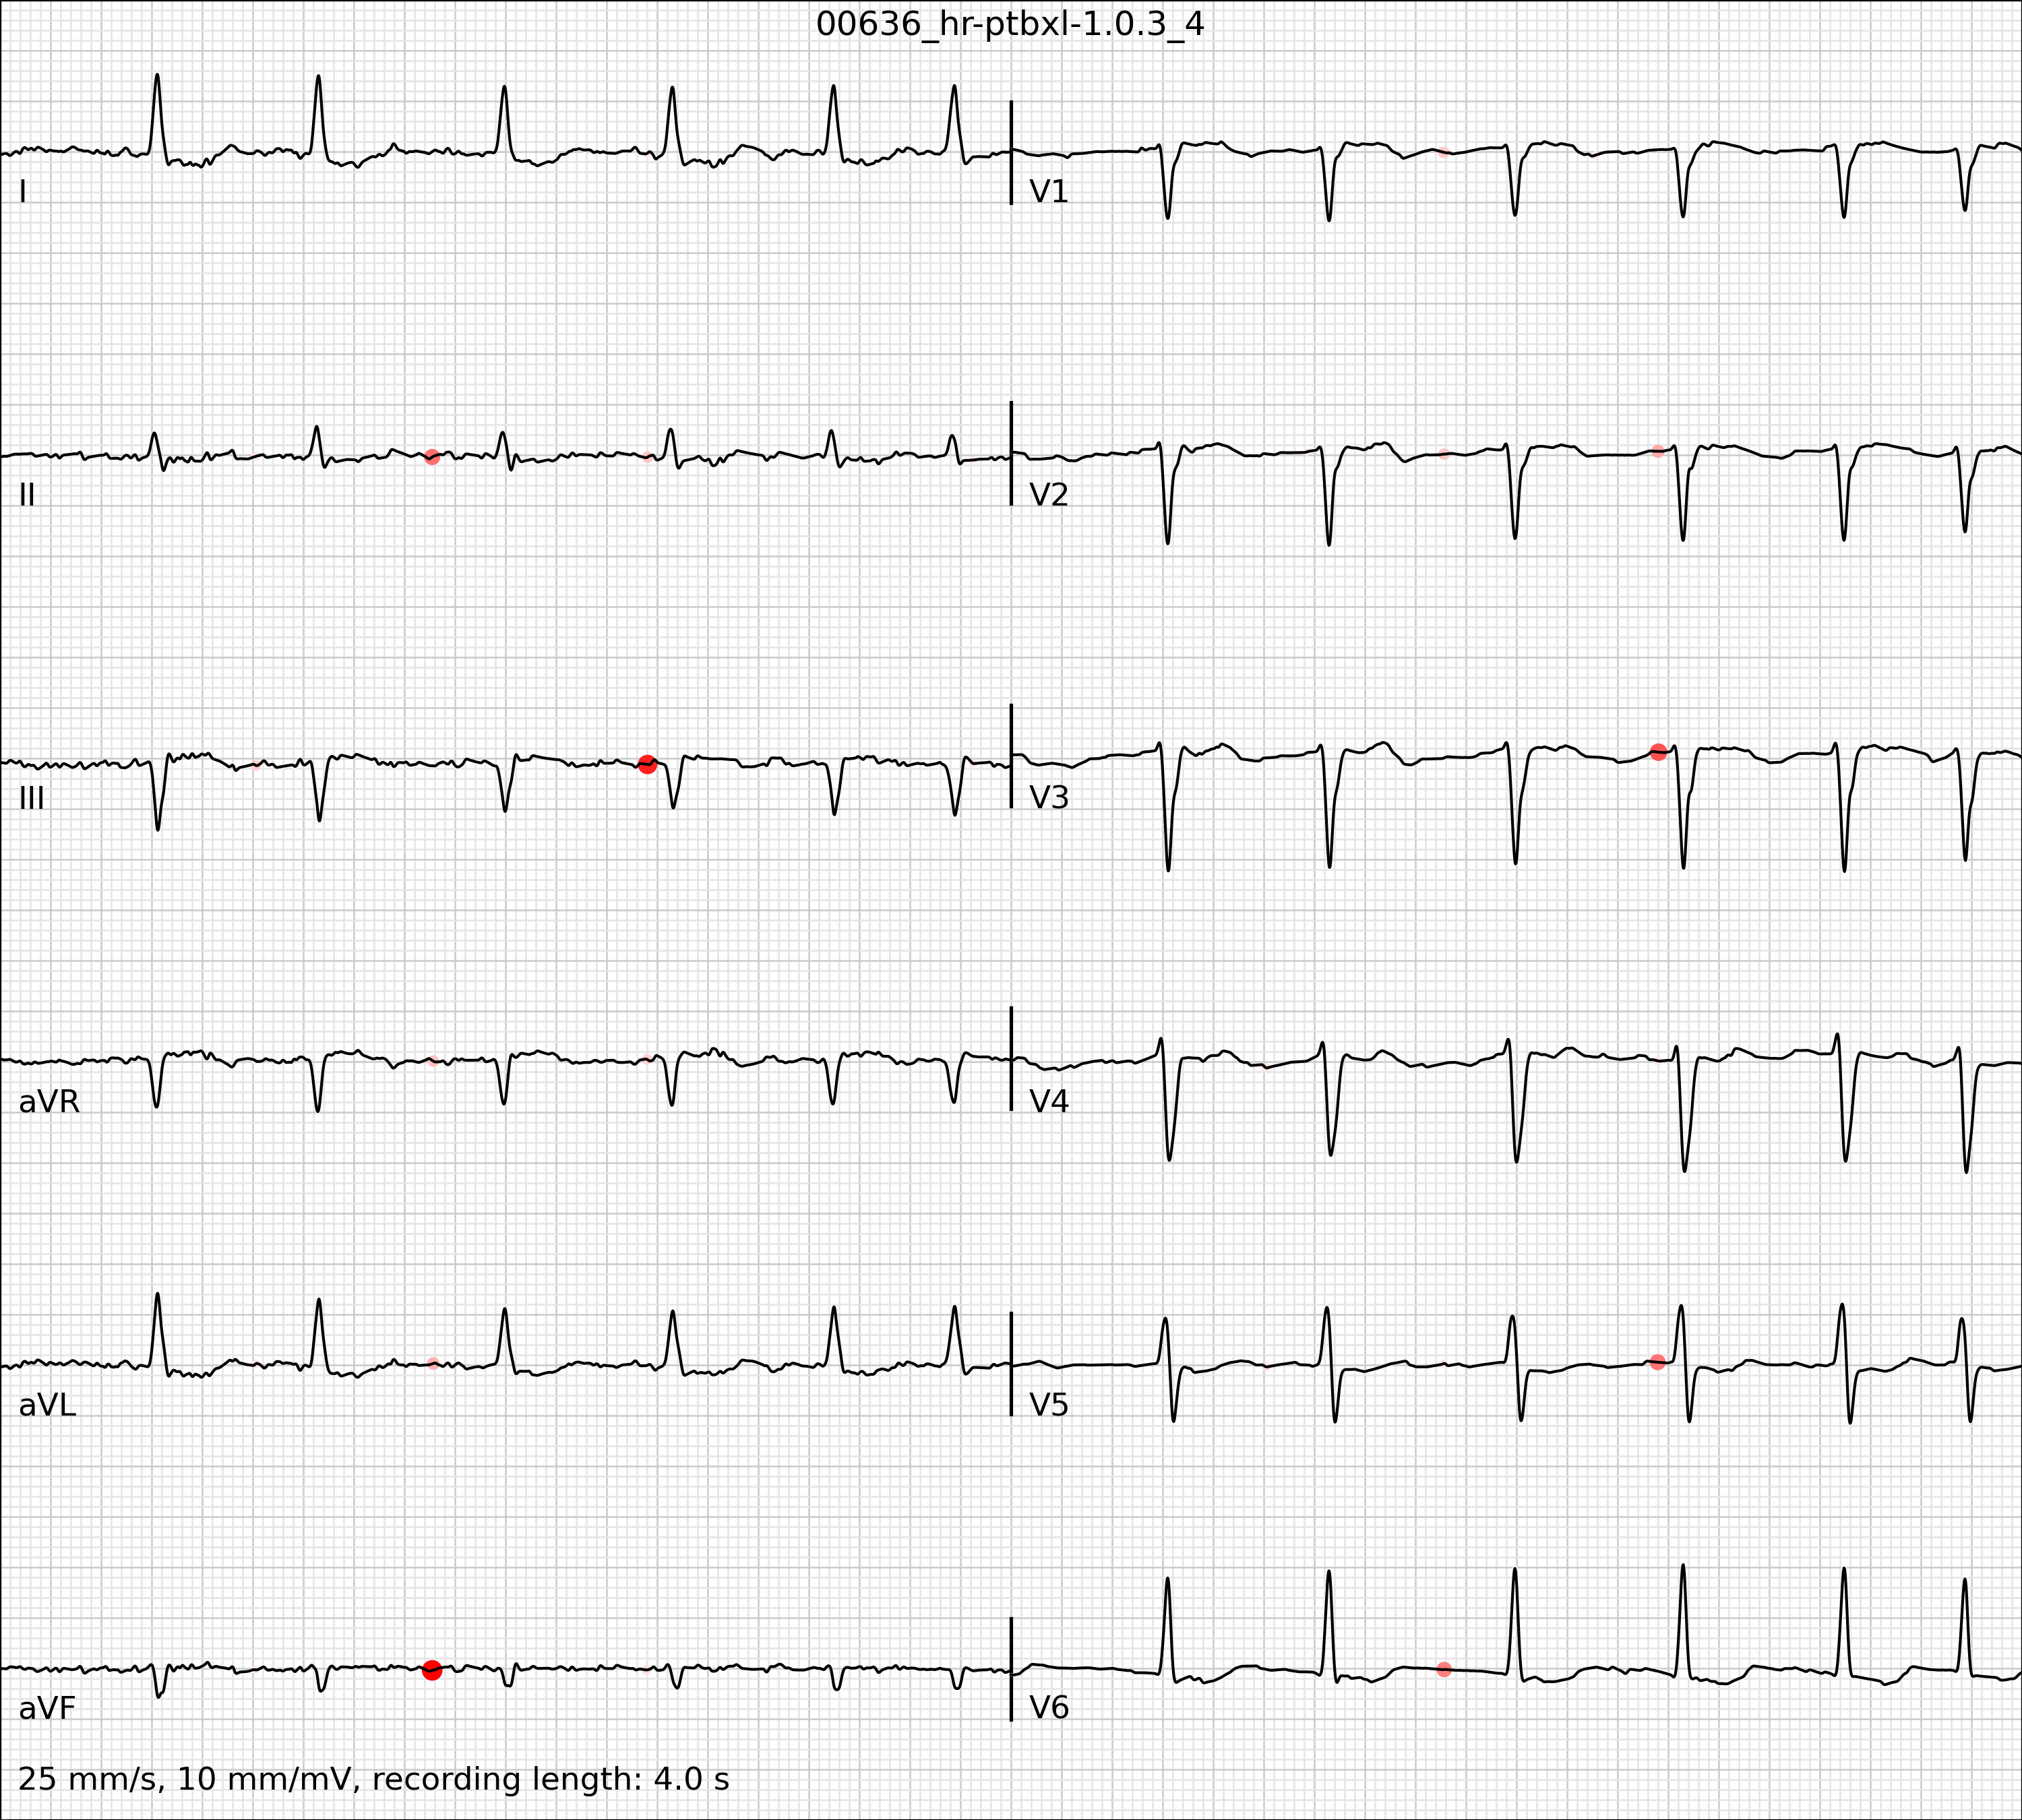 00636_hr-ptbxl-1.0.3_4
I
V1
II
V2
III
V3
aVR
V4
aVL
V5
aVF
V6
25 mm/s, 10 mm/mV, recording length: 4.0 s